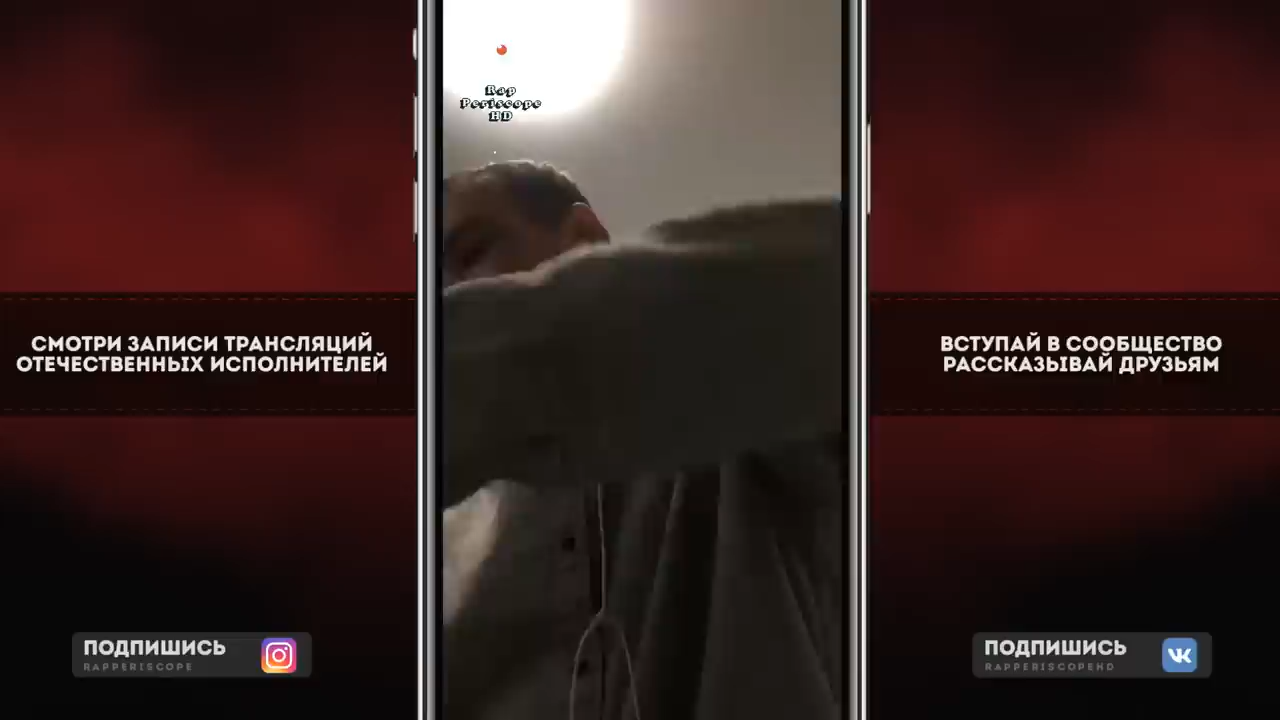 Rap
Periscope
HD
СМОТРИ ЗАПИСИ ТРАНСЛЯЦИЙ
ОТЕЧЕСТВЕННЫХ ИСПОЛНИТЕЛЕЙ
ВСТУПАЙ В СООБЩЕСТВО
РАССКАЗЫВАЙ ДРУЗЬЯМ
ПОДПИШИСЬ
RAPPERISCOPE
ПОДПИШИСЬ
RAPPERISCOPEHD